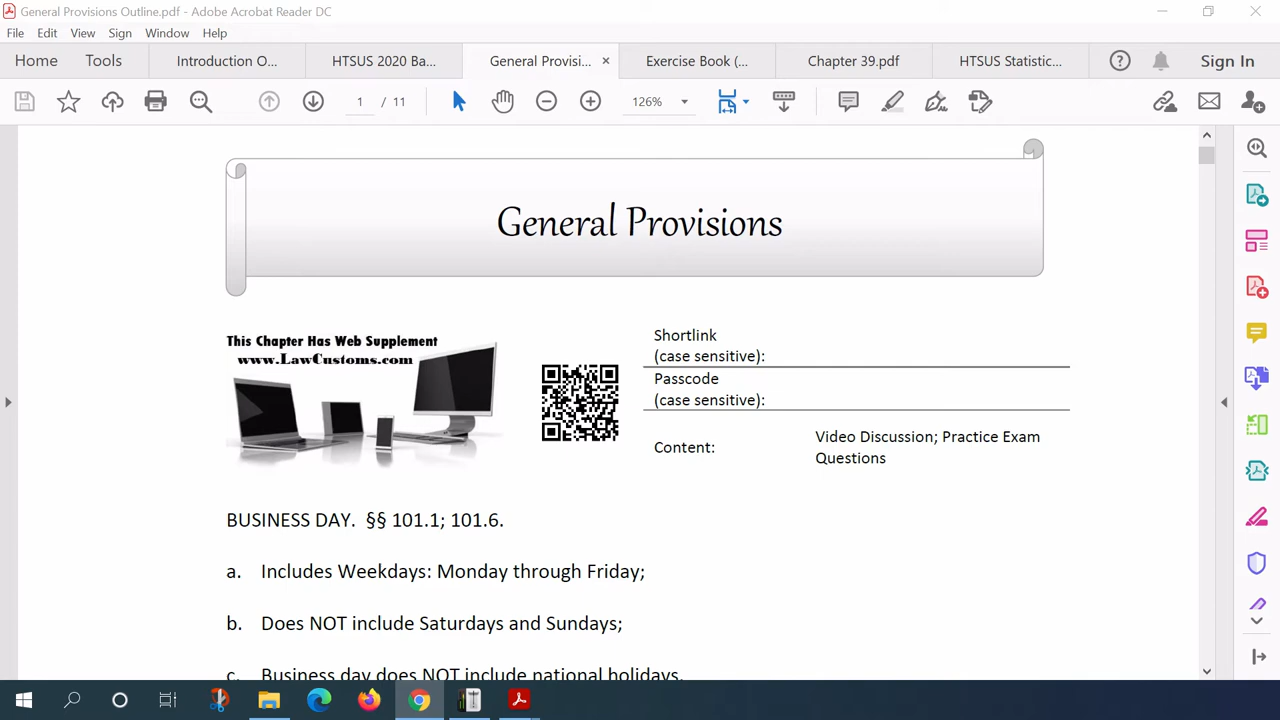 General Provisions Outline.pdf - Adobe Acrobat Reader DC
File Edit View Sign Window Help
Home Tools Introduction O... HTSUS 2020 Ba... General Provisi... × Exercise Book (... Chapter 39.pdf HTSUS Statistic... Sign In
1 / 11 126%
General Provisions
This Chapter Has Web Supplement
www.LawCustoms.com
Shortlink
(case sensitive):
Passcode
(case sensitive):
Content: Video Discussion; Practice Exam
Questions
BUSINESS DAY. §§ 101.1; 101.6.
a. Includes Weekdays: Monday through Friday;
b. Does NOT include Saturdays and Sundays;
c. Business day does NOT include national holidays.